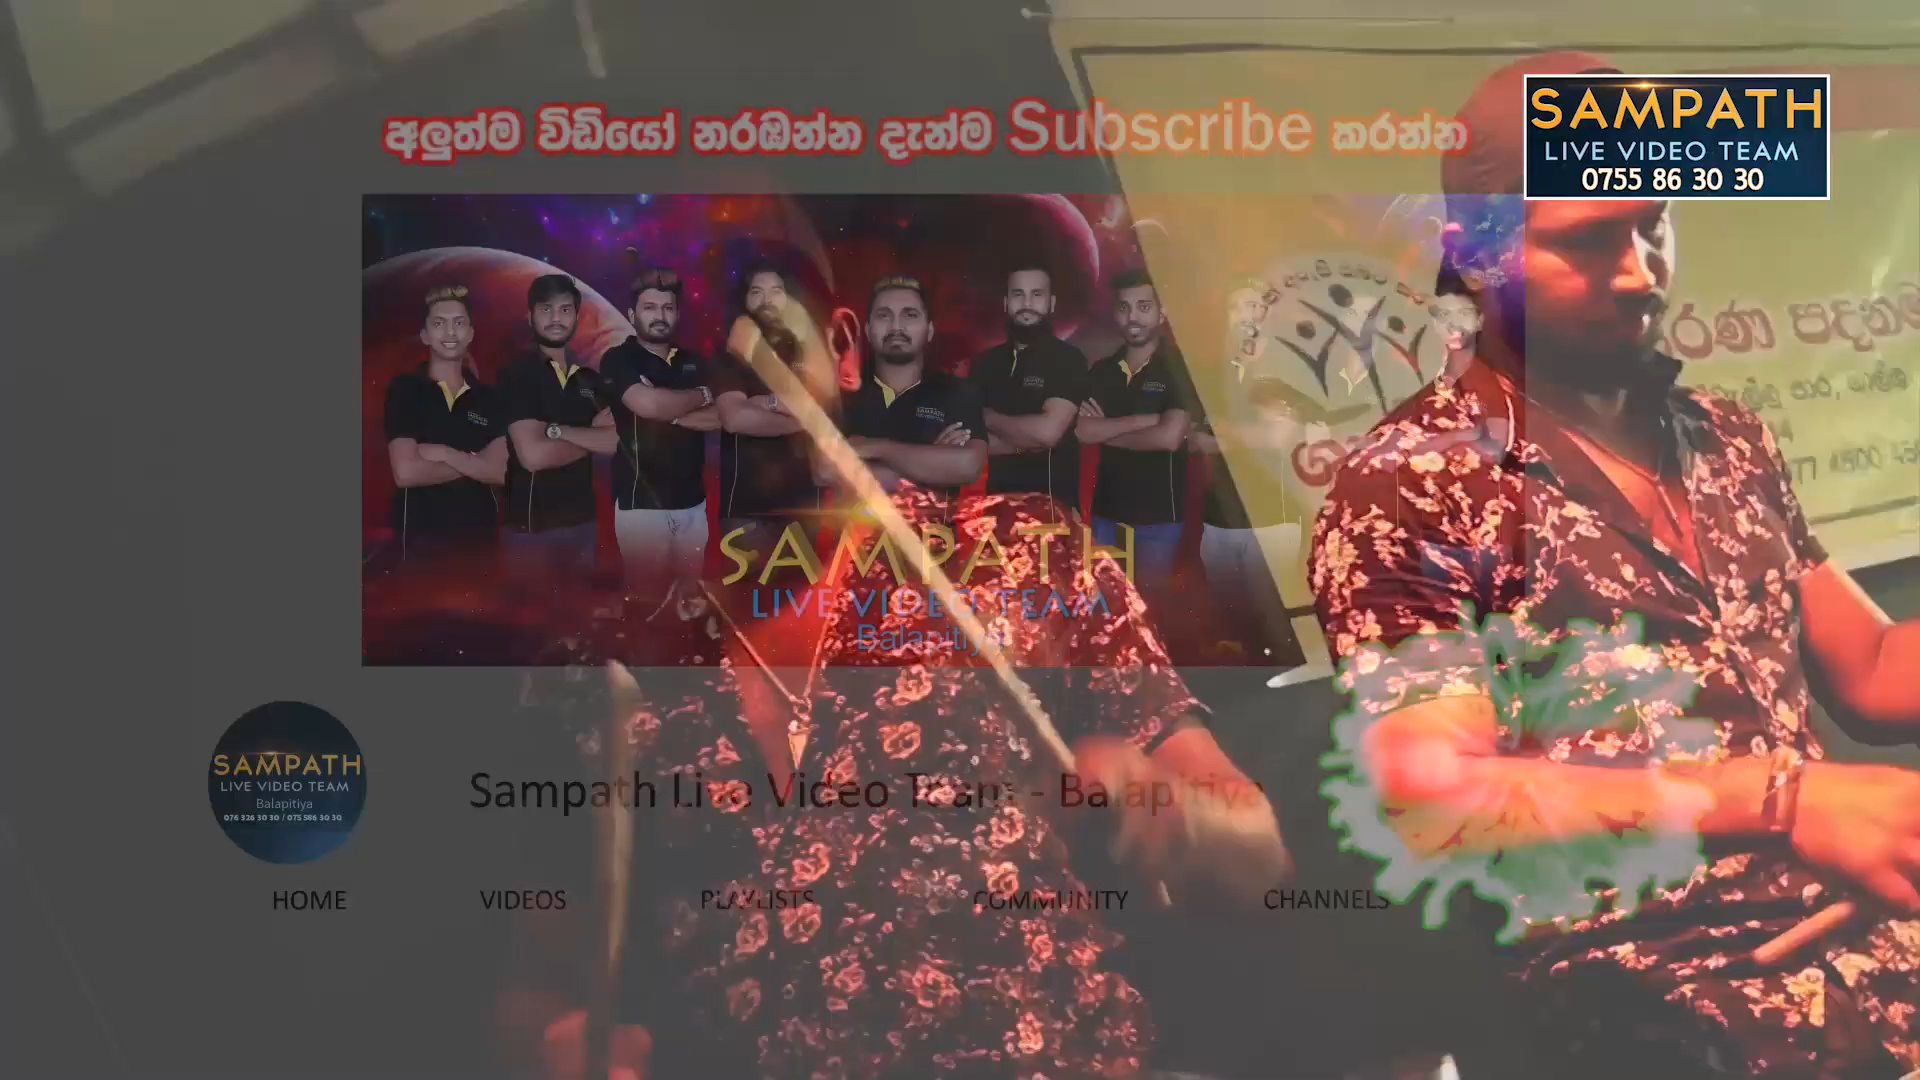 අලුත්ම විඩියෝ නරඹන්න දැන්ම Subscribe කරන්න
SAMPATH
LIVE VIDEO TEAM
0755 86 30 30
SAMPATH
LIVE VIDEO TEAM
Balapitiya
SAMPATH
LIVE VIDEO TEAM
Balapitiya
076 326 30 30 / 075 586 30 30
Sampath Live Video Team - Balapitiya
HOME VIDEOS PLAYLISTS COMMUNITY CHANNELS